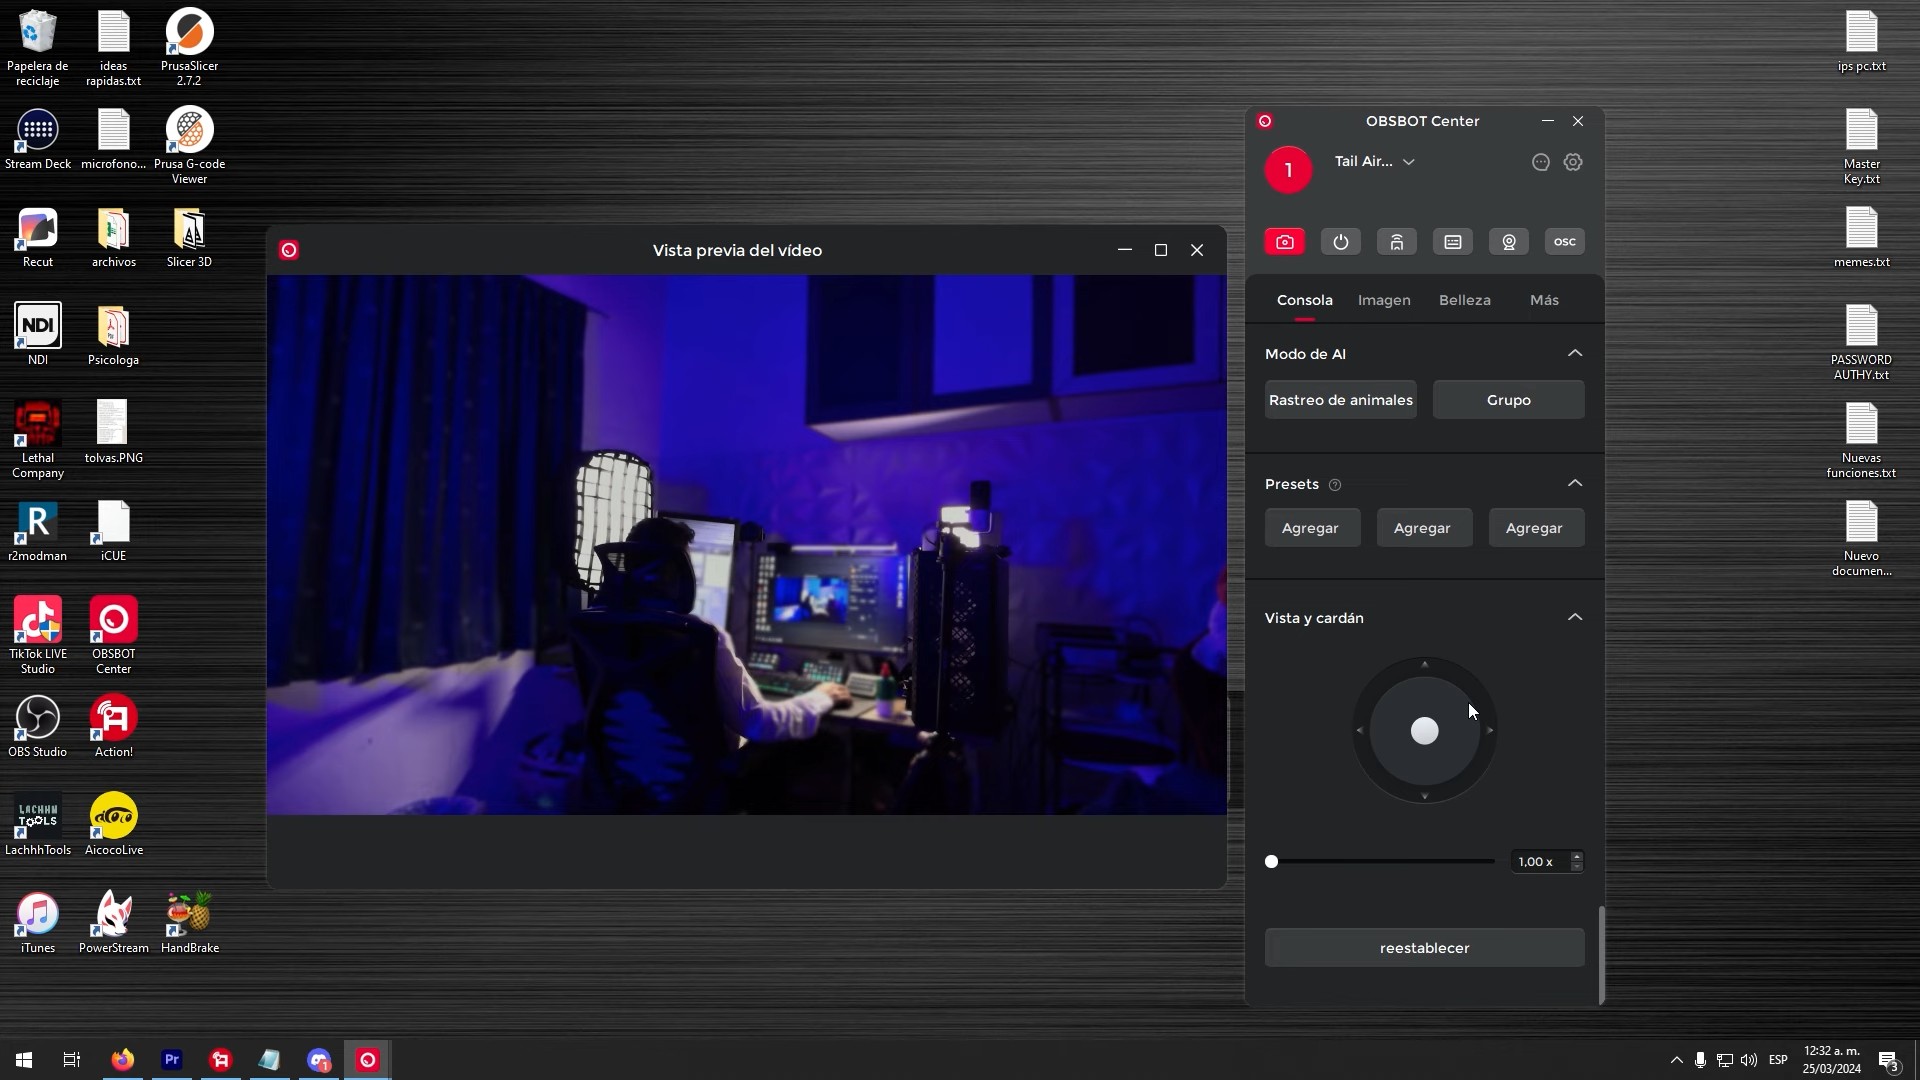 Papelera de
reciclaje
ideas
rapidas.txt
PrusaSlicer
2.7.2
Stream Deck
microfono...
Prusa G-code
Viewer
Recut
archivos
Slicer 3D
NDI
NDI
Psicologa
Lethal
Company
tolvas.PNG
R
r2modman
iCUE
TikTok LIVE
Studio
OBSBOT
Center
OBS Studio
Action!
LACHHH
TOOLS
LachhhTools
AicocoLive
iTunes
PowerStream
HandBrake
Vista previa del vídeo
OBSBOT Center
1
Tail Air...
OSC
Consola
Imagen
Belleza
Más
Modo de AI
Rastreo de animales
Grupo
Presets
?
Agregar
Agregar
Agregar
Vista y cardán
1,00 x
reestablecer
ips pc.txt
Master
Key.txt
memes.txt
PASSWORD
AUTHY.txt
Nuevas
funciones.txt
Nuevo
documen...
Pr
1
ESP
12:32 a. m.
25/03/2024
3